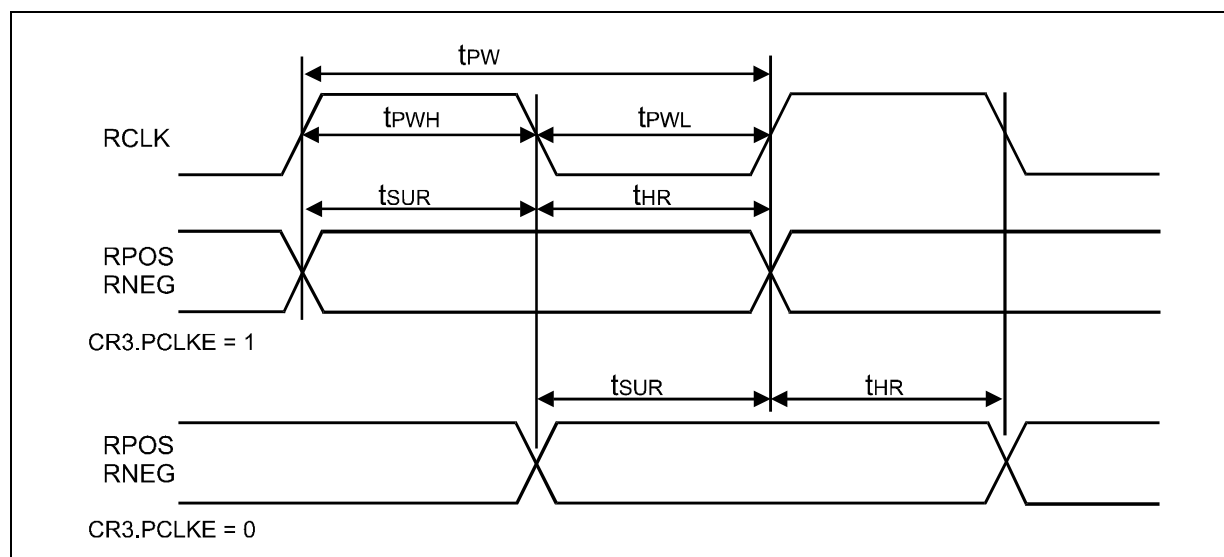 tPW
RCLK
tPWH
tPWL
tSUR
tHR
RPOS
RNEG
CR3.PCLKE = 1
tSUR
tHR
RPOS
RNEG
CR3.PCLKE = 0